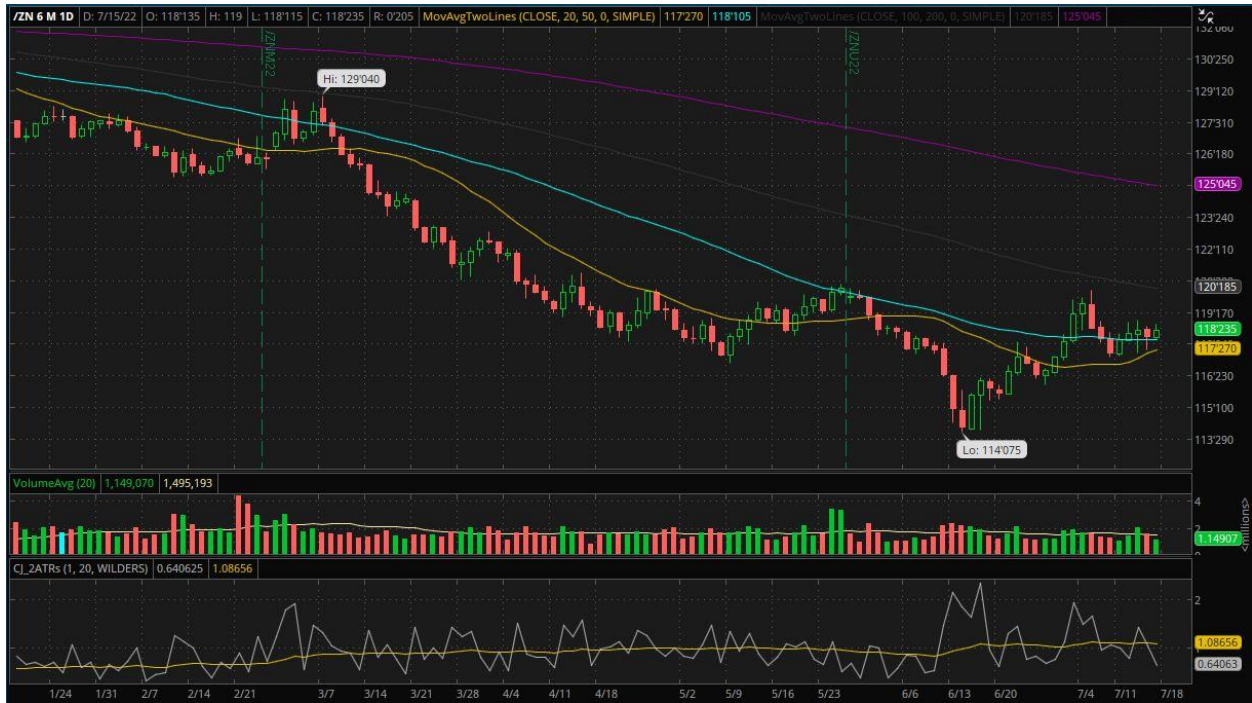 /ZN 6 M 1D D: 7/15/22 O: 118'135 H: 119 L: 118'115 C: 118'235 R: 0'205 MovAvgTwoLines (CLOSE, 20, 50, 0, SIMPLE) 117'270 118'105 MovAvgTwoLines (CLOSE, 100, 200, 0, SIMPLE) 120'185 125'045
/ZNM22
/ZNU22
132'060
130'250
Hi: 129'040
129'120
127'310
126'180
125'045
123'240
122'110
120'185
119'170
118'235
117'270
116'230
115'100
113'290
Lo: 114'075
VolumeAvg (20) 1,149,070 1,495,193
4
2
1.14907
<millions>
CJ_2ATRs (1, 20, WILDERS) 0.640625 1.08656
2
1.08656
0.64063
1/24 1/31 2/7 2/14 2/21 3/7 3/14 3/21 3/28 4/4 4/11 4/18 5/2 5/9 5/16 5/23 6/6 6/13 6/20 7/4 7/11 7/18